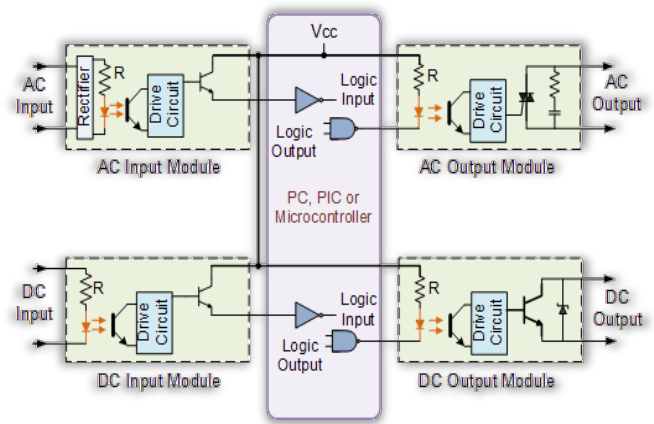 Vcc
AC
Input
Rectifier
R
Drive
Circuit
AC Input Module
Logic
Input
Logic
Output
R
Drive
Circuit
AC
Output
AC Output Module
PC, PIC or
Microcontroller
DC
Input
R
Drive
Circuit
DC Input Module
Logic
Input
Logic
Output
R
Drive
Circuit
DC
Output
DC Output Module